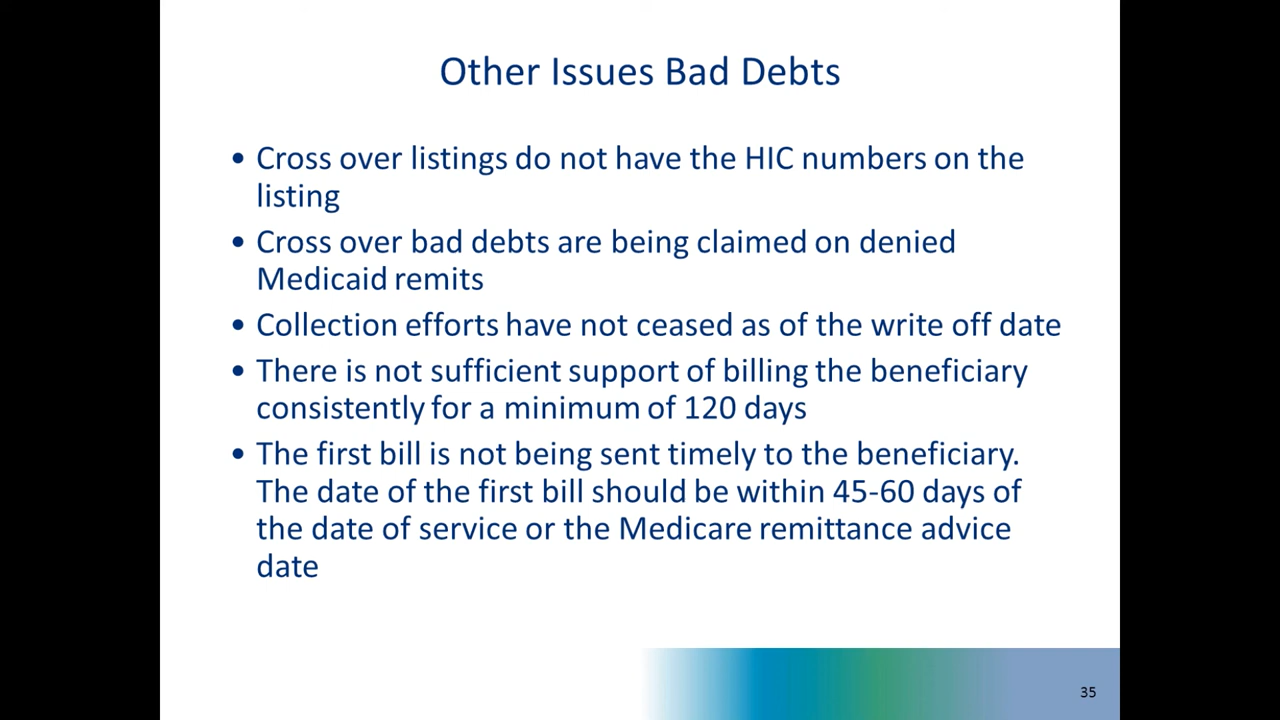 Other Issues Bad Debts
• Cross over listings do not have the HIC numbers on the
listing
• Cross over bad debts are being claimed on denied
Medicaid remits
• Collection efforts have not ceased as of the write off date
• There is not sufficient support of billing the beneficiary
consistently for a minimum of 120 days
• The first bill is not being sent timely to the beneficiary.
The date of the first bill should be within 45-60 days of
the date of service or the Medicare remittance advice
date
35